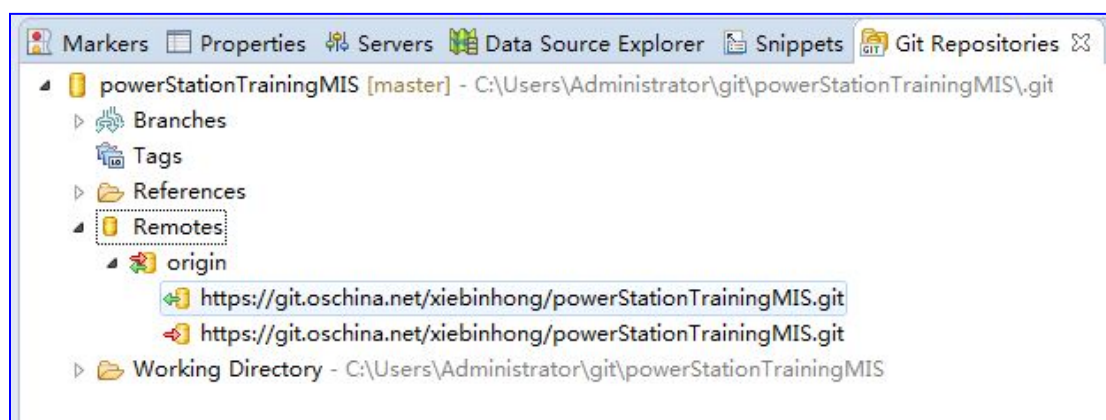 Markers Properties Servers Data Source Explorer Snippets GIT Git Repositories
powerStationTrainingMIS [master] - C:\Users\Administrator\git\powerStationTrainingMIS\.git
Branches
Tags
References
Remotes
origin
https://git.oschina.net/xiebinhong/powerStationTrainingMIS.git
https://git.oschina.net/xiebinhong/powerStationTrainingMIS.git
Working Directory - C:\Users\Administrator\git\powerStationTrainingMIS